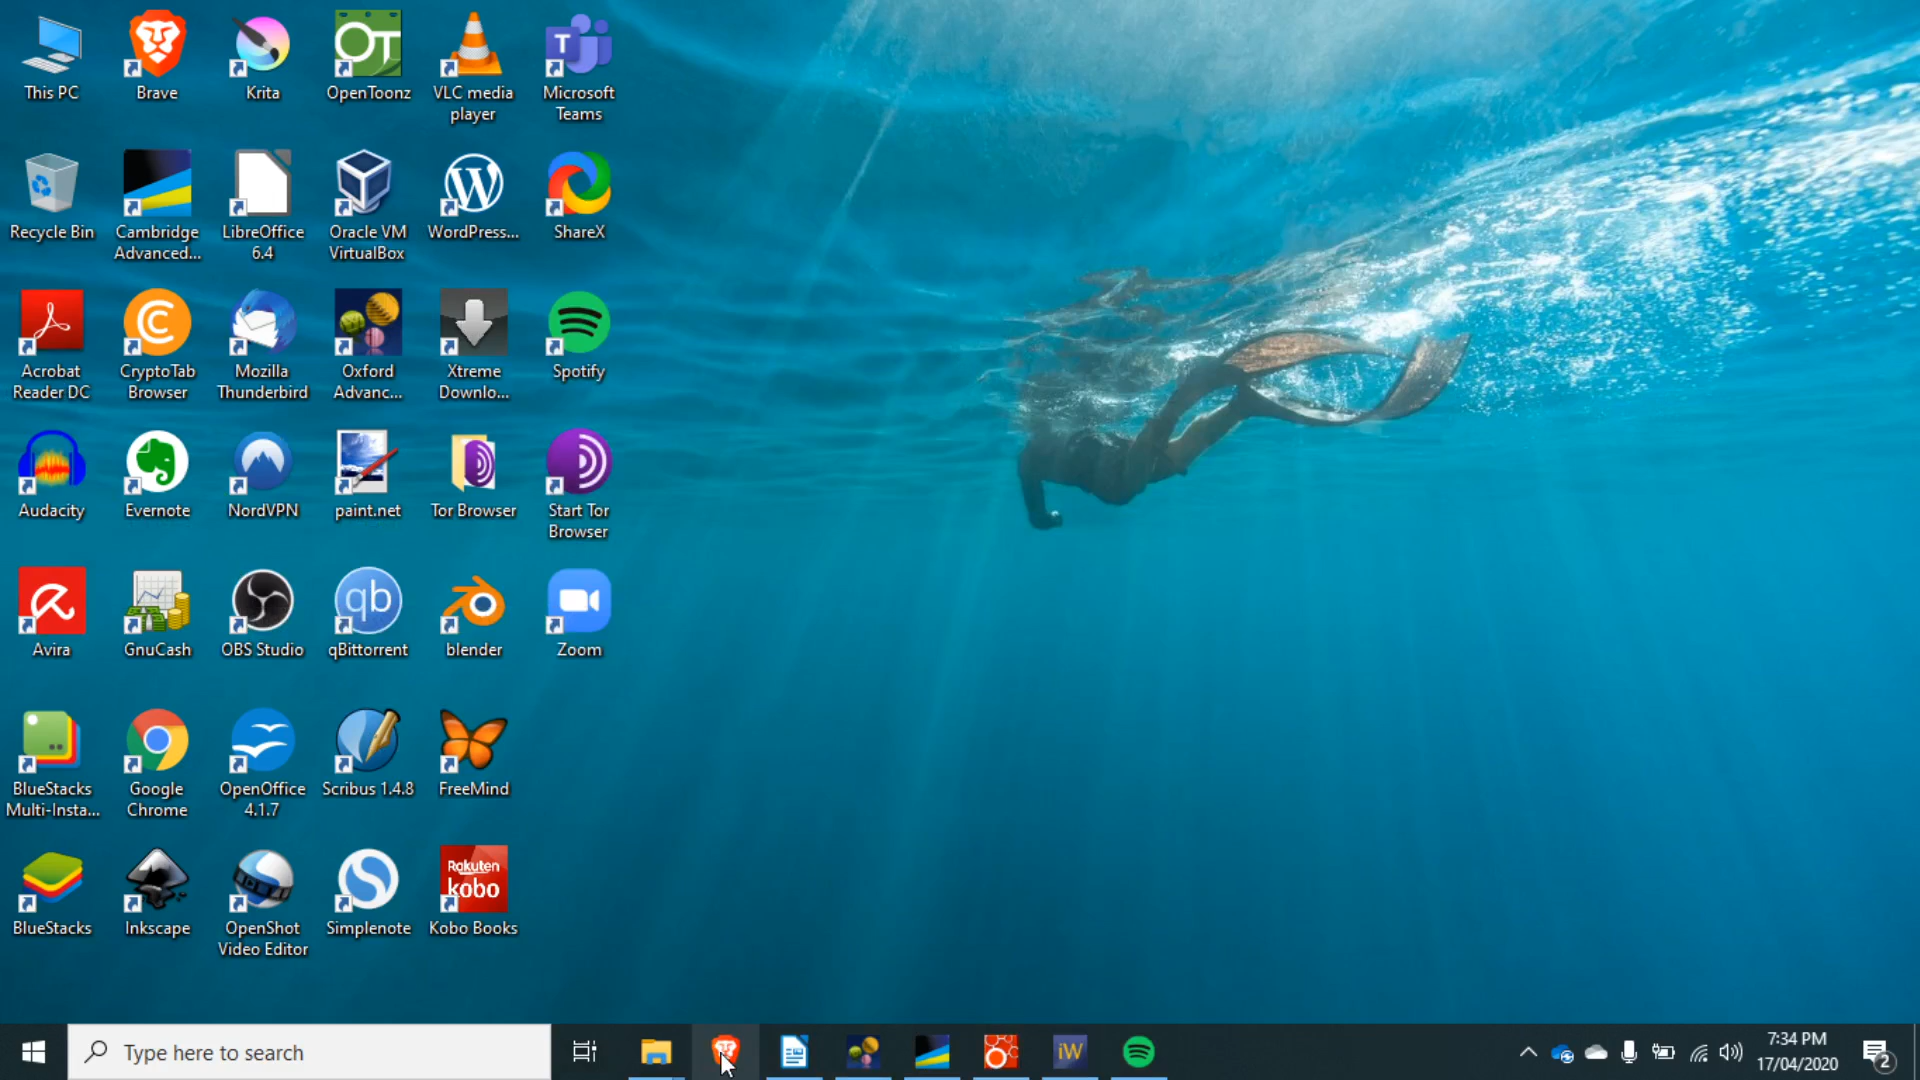 This PC
Brave
Krita
OT
OpenToonz
VLC media
player
T
Microsoft
Teams
Recycle Bin
Cambridge
Advanced...
LibreOffice
6.4
Oracle VM
VirtualBox
W
WordPress...
ShareX
Acrobat
Reader DC
C
CryptoTab
Browser
Mozilla
Thunderbird
Oxford
Advanc...
Xtreme
Downlo...
Spotify
Audacity
Evernote
NordVPN
paint.net
Tor Browser
Start Tor
Browser
Avira
GnuCash
OBS Studio
qb
qBittorrent
blender
Zoom
BlueStacks
Multi-Insta...
Google
Chrome
OpenOffice
4.1.7
Scribus 1.4.8
FreeMind
BlueStacks
Inkscape
OpenShot
Video Editor
Simplenote
Rakuten
kobo
Kobo Books
Type here to search
iW
7:34 PM
17/04/2020
2